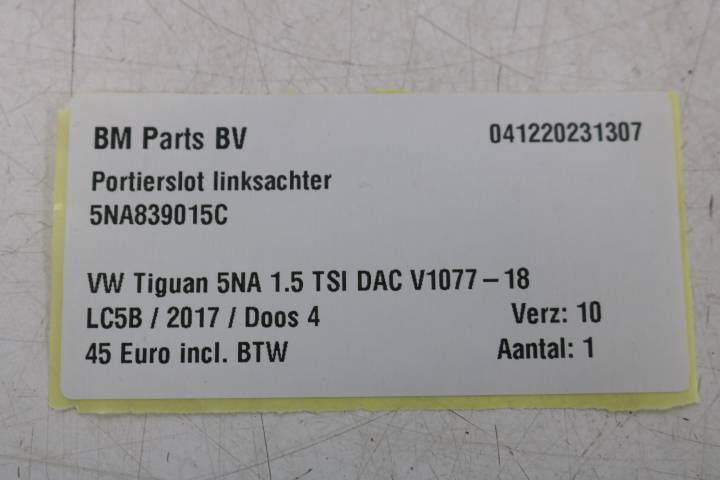 BM Parts BV 041220231307
Portierslot linksachter
5NA839015C
VW Tiguan 5NA 1.5 TSI DAC V1077 – 18
LC5B / 2017 / Doos 4 Verz: 10
45 Euro incl. BTW Aantal: 1